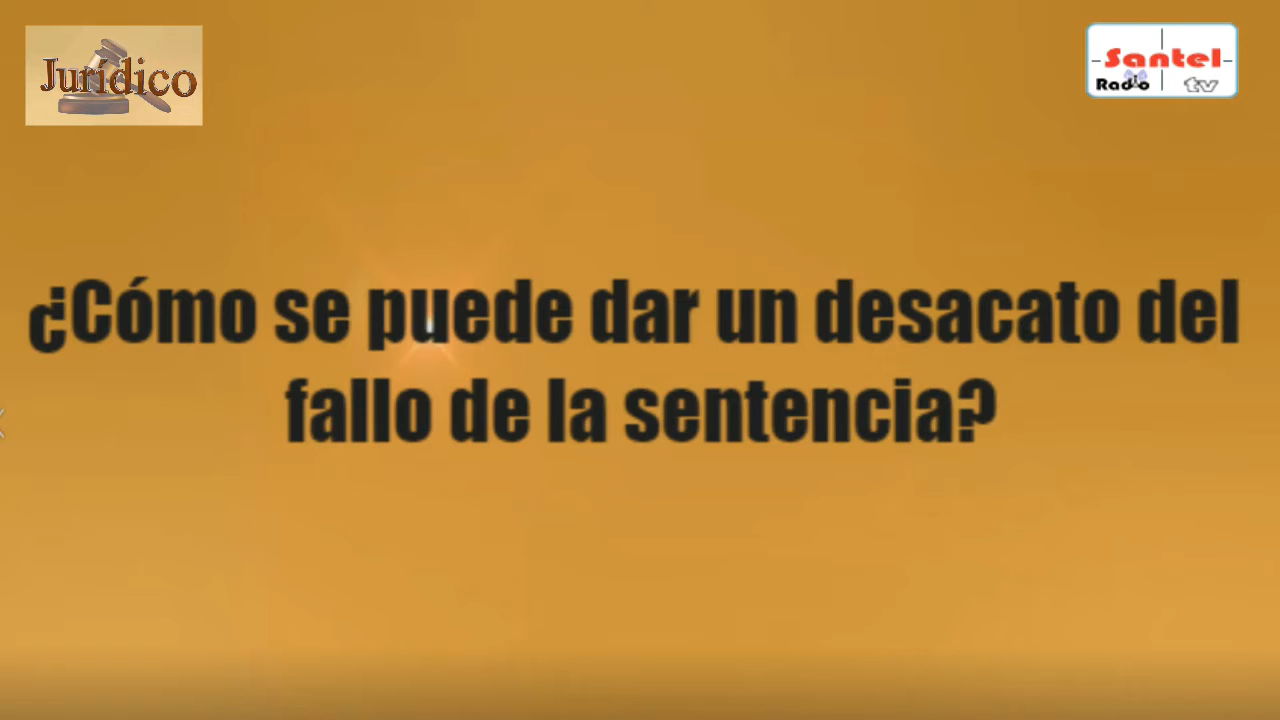 Jurídico
Santel
Radio tv
¿Cómo se puede dar un desacato del
fallo de la sentencia?